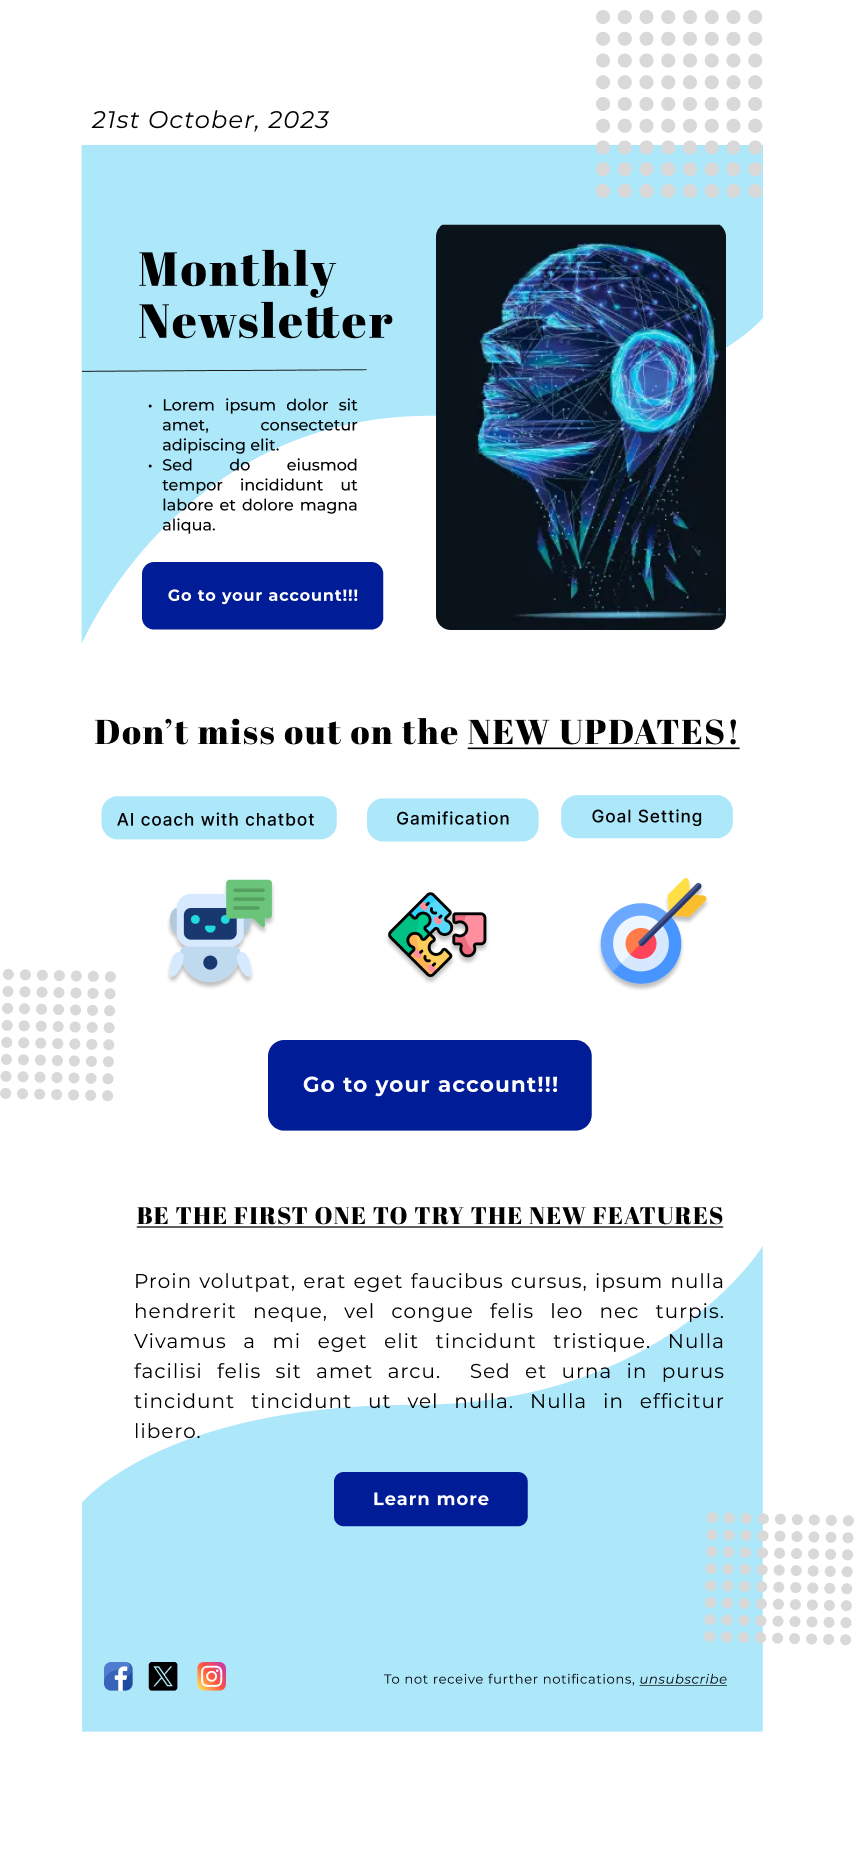 21st October, 2023
Monthly
Newsletter
• Lorem ipsum dolor sit
amet, consectetur
adipiscing elit.
• Sed do eiusmod
tempor incididunt ut
labore et dolore magna
aliqua.
Go to your account!!!
Don’t miss out on the NEW UPDATES!
AI coach with chatbot
Gamification
Goal Setting
Go to your account!!!
BE THE FIRST ONE TO TRY THE NEW FEATURES
Proin volutpat, erat eget faucibus cursus, ipsum nulla
hendrerit neque, vel congue felis leo nec turpis.
Vivamus a mi eget elit tincidunt tristique. Nulla
facilisi felis sit amet arcu. Sed et urna in purus
tincidunt tincidunt ut vel nulla. Nulla in efficitur
libero.
Learn more
To not receive further notifications, unsubscribe